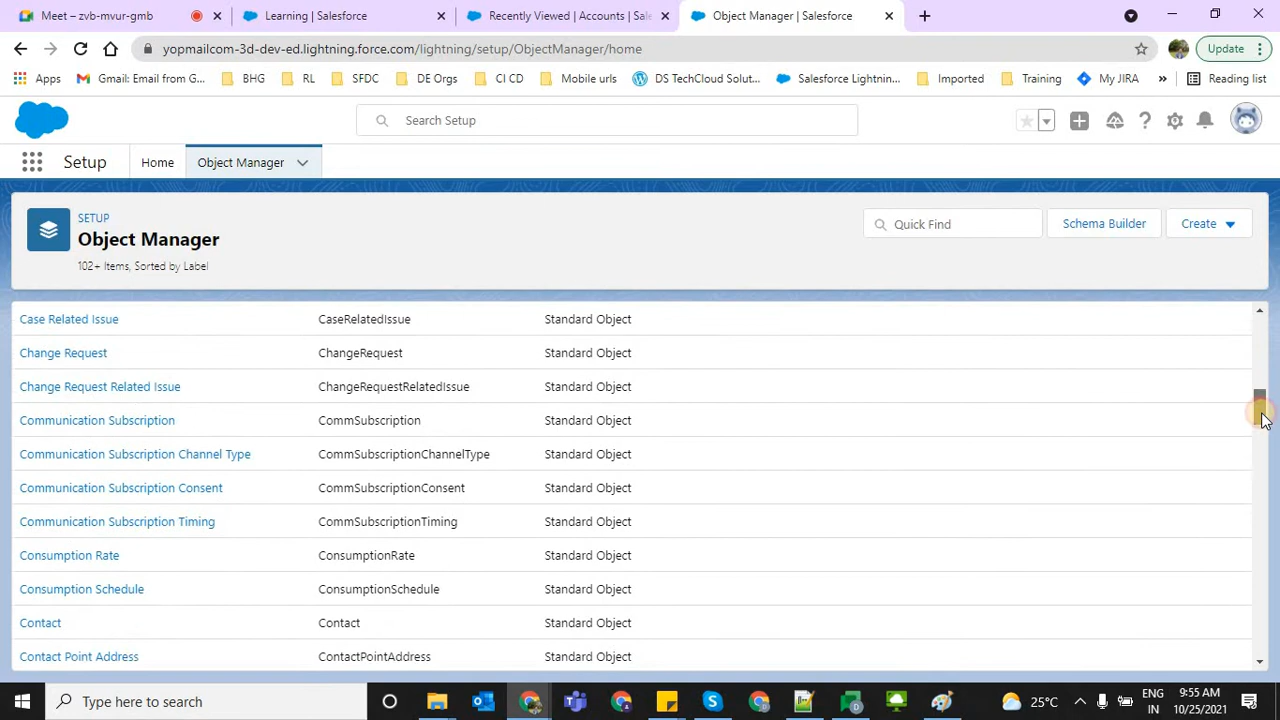 Meet – zvb-mvur-gmb
Learning | Salesforce
Recently Viewed | Accounts | Sal
Object Manager | Salesforce
yopmailcom-3d-dev-ed.lightning.force.com/lightning/setup/ObjectManager/home
Update
Apps
Gmail: Email from G...
BHG
RL
SFDC
DE Orgs
CI CD
Mobile urls
DS TechCloud Solut...
Salesforce Lightnin...
Imported
Training
My JIRA
»
Reading list
Search Setup
Setup
Home
Object Manager
SETUP
Object Manager
102+ Items, Sorted by Label
Quick Find
Schema Builder
Create
Case Related Issue CaseRelatedIssue Standard Object
Change Request ChangeRequest Standard Object
Change Request Related Issue ChangeRequestRelatedIssue Standard Object
Communication Subscription CommSubscription Standard Object
Communication Subscription Channel Type CommSubscriptionChannelType Standard Object
Communication Subscription Consent CommSubscriptionConsent Standard Object
Communication Subscription Timing CommSubscriptionTiming Standard Object
Consumption Rate ConsumptionRate Standard Object
Consumption Schedule ConsumptionSchedule Standard Object
Contact Contact Standard Object
Contact Point Address ContactPointAddress Standard Object
Type here to search
25°C
ENG
IN
9:55 AM
10/25/2021